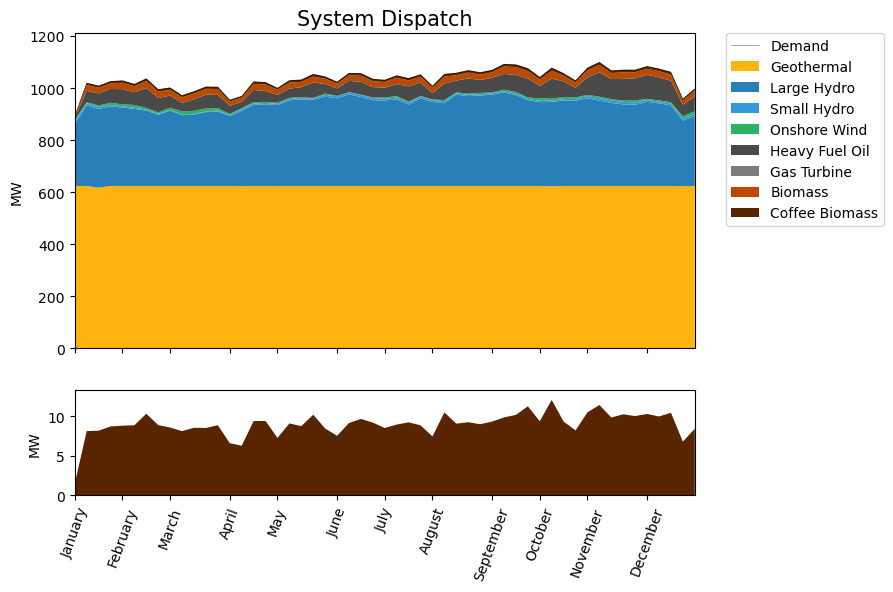 System Dispatch
1200
1000
800
600
400
200
0
MW
Demand
Geothermal
Large Hydro
Small Hydro
Onshore Wind
Heavy Fuel Oil
Gas Turbine
Biomass
Coffee Biomass
10
5
0
MW
January
February
March
April
May
June
July
August
September
October
November
December